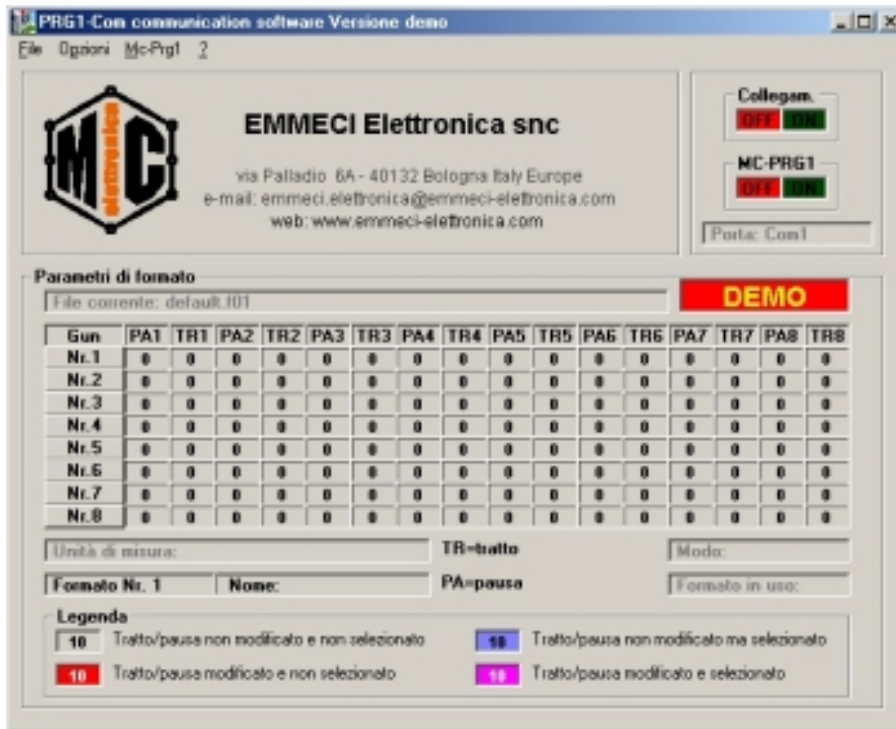 PRG1-Com communication software Versione demo
File Opzioni Mc-Prg1 ?
MC
elettronica
EMMECI Elettronica snc
via Palladio 6A - 40132 Bologna Italy Europe
e-mail: emmeci.elettronica@emmeci-elettronica.com
web: www.emmeci-elettronica.com
Collegam.
OFF ON
MC-PRG1
OFF ON
Porta: Com1
Parametri di formato
File corrente: default.f01
DEMO
Gun PA1 TR1 PA2 TR2 PA3 TR3 PA4 TR4 PA5 TR5 PA6 TR6 PA7 TR7 PA8 TR8
Nr.1 0 0 0 0 0 0 0 0 0 0 0 0 0 0 0 0
Nr.2 0 0 0 0 0 0 0 0 0 0 0 0 0 0 0 0
Nr.3 0 0 0 0 0 0 0 0 0 0 0 0 0 0 0 0
Nr.4 0 0 0 0 0 0 0 0 0 0 0 0 0 0 0 0
Nr.5 0 0 0 0 0 0 0 0 0 0 0 0 0 0 0 0
Nr.6 0 0 0 0 0 0 0 0 0 0 0 0 0 0 0 0
Nr.7 0 0 0 0 0 0 0 0 0 0 0 0 0 0 0 0
Nr.8 0 0 0 0 0 0 0 0 0 0 0 0 0 0 0 0
Unità di misura: TR=tratto Modo:
Formato Nr. 1 Nome: PA=pausa Formato in uso:
Legenda
10 Tratto/pausa non modificato e non selezionato 10 Tratto/pausa non modificato ma selezionato
10 Tratto/pausa modificato e non selezionato 10 Tratto/pausa modificato e selezionato